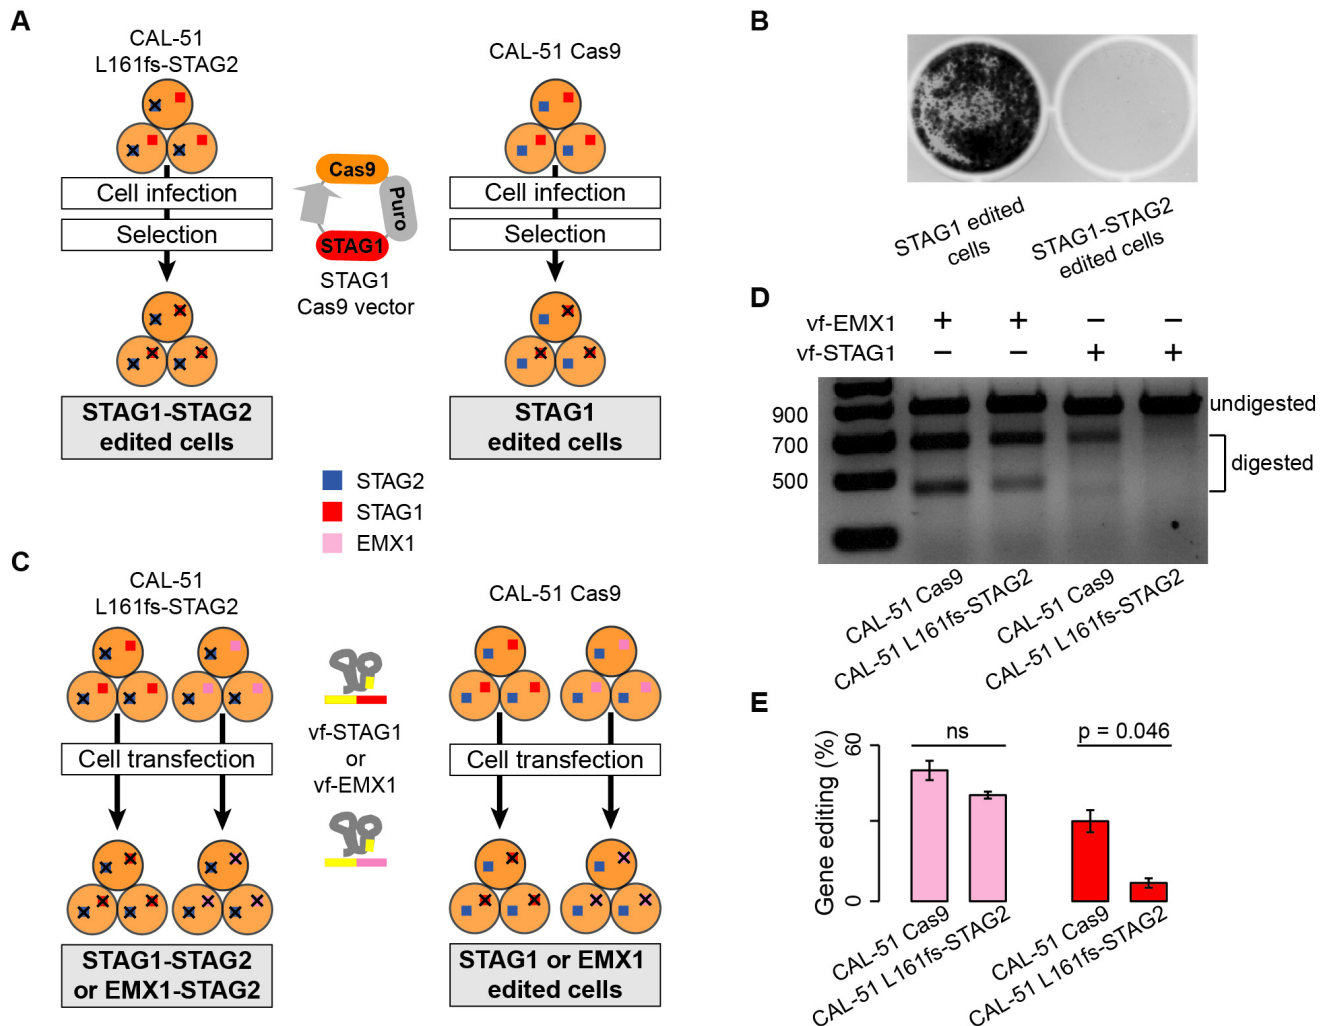 A
CAL-51
L161fs-STAG2
CAL-51 Cas9
Cell infection
Selection
Cas9
Puro
STAG1
STAG1
Cas9 vector
Cell infection
Selection
STAG1-STAG2
edited cells
STAG1
edited cells
STAG2
STAG1
EMX1
B
STAG1 edited
cells
STAG1-STAG2
edited cells
C
CAL-51
L161fs-STAG2
CAL-51 Cas9
Cell transfection
vf-STAG1
or
vf-EMX1
Cell transfection
STAG1-STAG2
or EMX1-STAG2
STAG1 or EMX1
edited cells
D
vf-EMX1 + + − −
vf-STAG1 − − + +
900
700
500
undigested
digested
CAL-51 Cas9
CAL-51 L161fs-STAG2
CAL-51 Cas9
CAL-51 L161fs-STAG2
E
Gene editing (%)
60
0
ns
p = 0.046
CAL-51 Cas9
CAL-51 L161fs-STAG2
CAL-51 Cas9
CAL-51 L161fs-STAG2